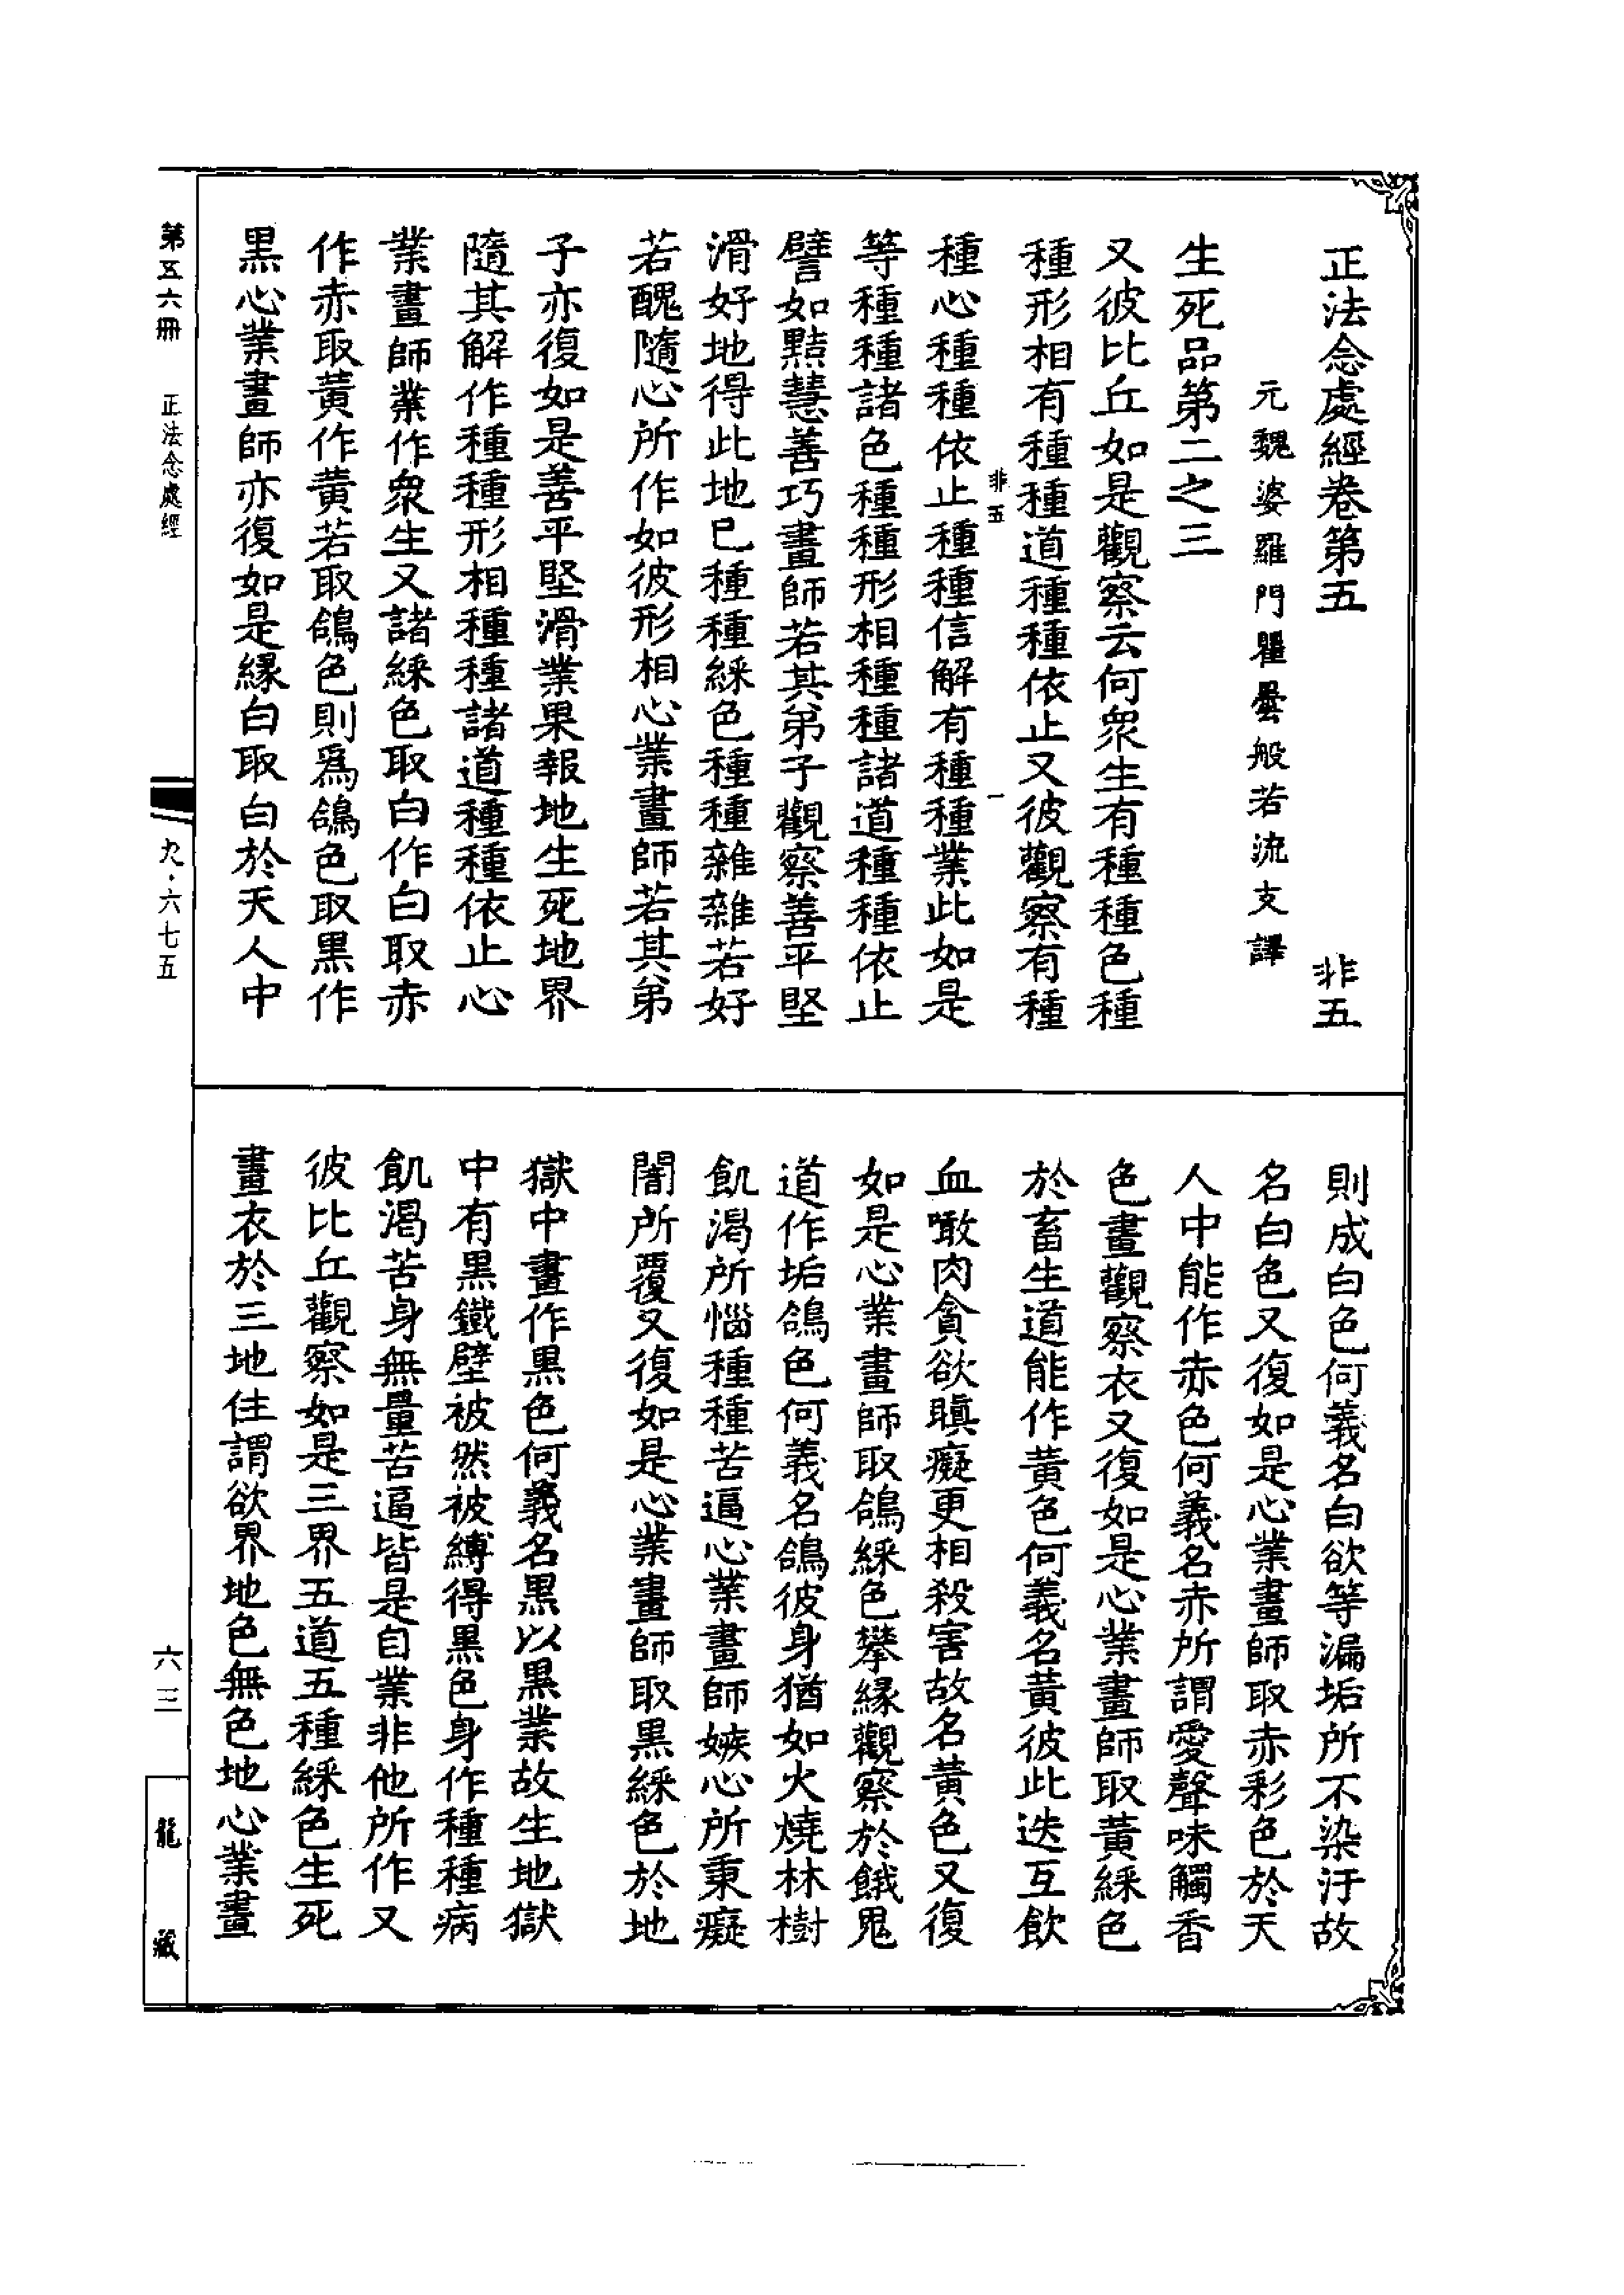 正法念處經卷第五　非五
元魏婆羅門瞿曇般若流支譯
生死品第二之三
又彼比丘如是觀察云何眾生有種種色種
種形相有種種道種種依止又彼觀察有種
非五　一
種心種種依止種種信解有種種業此如是
等種種諸色種種形相種種諸道種種依止
譬如黠慧善巧畫師若其弟子觀察善平堅
滑好地得此地已種種綵色種種雜雜若好
若醜隨心所作如彼形相心業畫師若其弟
子亦復如是善平堅滑業果報地生死地界
隨其解作種種形相種種諸道種種依止心
業畫師業作眾生又諸綵色取白作白取赤
作赤取黃作黃若取鴿色則為鴿色取黑作
黑心業畫師亦復如是緣白取白於天人中
則成白色何義名白欲等漏垢所不染汙故
名白色又復如是心業畫師取赤彩色於天
人中能作赤色何義名赤所謂愛聲味觸香
色畫觀察衣又復如是心業畫師取黃綵色
於畜生道能作黃色何義名黃彼此迭互飲
血噉肉貪欲瞋癡更相殺害故名黃色又復
如是心業畫師取鴿綵色攀緣觀察於餓鬼
道作垢鴿色何義名鴿彼身猶如火燒林樹
飢渴所惱種種苦逼心業畫師嫉心所秉癡
闇所覆又復如是心業畫師取黑綵色於地
獄中畫作黑色何義名黑以黑業故生地獄
中有黑鐵壁被然被縛得黑色身作種種病
飢渴苦身無量苦逼皆是自業非他所作又
彼比丘觀察如是三界五道五種綵色生死
畫衣於三地住謂欲界地色無色地心業畫
第五六冊　正法念處經
九・六七五
六三
龍藏